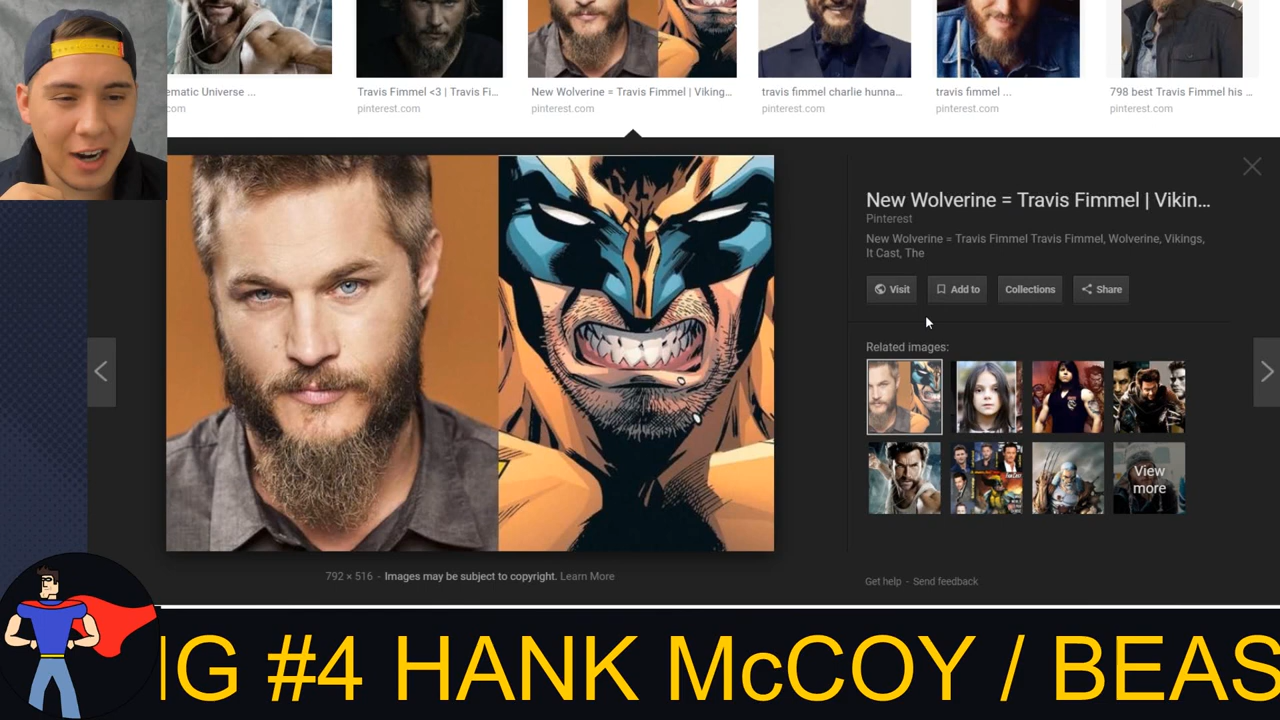 ematic Universe ...
com
Travis Fimmel <3 | Travis Fi...
pinterest.com
New Wolverine = Travis Fimmel | Viking...
pinterest.com
travis fimmel charlie hunna...
pinterest.com
travis fimmel ...
pinterest.com
798 best Travis Fimmel his ...
pinterest.com
New Wolverine = Travis Fimmel | Vikin...
Pinterest
New Wolverine = Travis Fimmel Travis Fimmel, Wolverine, Vikings,
It Cast, The
Visit
Add to
Collections
Share
Related images:
View
more
792 × 516 - Images may be subject to copyright. Learn More
Get help - Send feedback
NG #4 HANK McCOY / BEAS